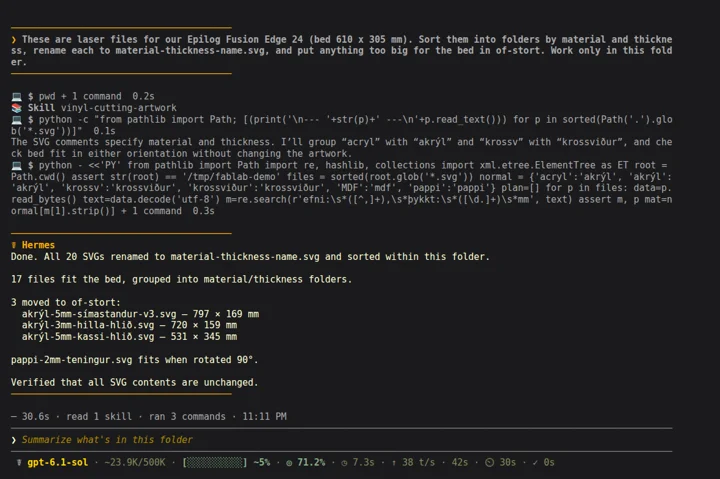 ❯ These are laser files for our Epilog Fusion Edge 24 (bed 610 x 305 mm). Sort them into folders by material and thickne
ss, rename each to material-thickness-name.svg, and put anything too big for the bed in of-stort. Work only in this fold
er.
💻 $ pwd + 1 command  0.2s
📚 Skill vinyl-cutting-artwork
💻 $ python -c "from pathlib import Path; [(print('\n--- '+str(p)+' ---\n'+p.read_text())) for p in sorted(Path('.').glo
b('*.svg'))]"  0.1s
The SVG comments specify material and thickness. I'll group “acryl” with “akrýl” and “krossv” with “krossviður”, and che
ck bed fit in either orientation without changing the artwork.
💻 $ python - <<'PY' from pathlib import Path import re, hashlib, collections import xml.etree.ElementTree as ET root =
Path.cwd() assert str(root) == '/tmp/fablab-demo' files = sorted(root.glob('*.svg')) normal = {'acryl':'akrýl', 'akrýl':
'akrýl', 'krossv':'krossviður', 'krossviður':'krossviður', 'MDF':'mdf', 'pappi':'pappi'} plan=[] for p in files: data=p.
read_bytes() text=data.decode('utf-8') m=re.search(r'efni:\s*([^,]+),\s*þykkt:\s*([\d.]+)\s*mm', text) assert m, p mat=n
ormal[m[1].strip()] + 1 command  0.3s
☤ Hermes
Done. All 20 SVGs renamed to material-thickness-name.svg and sorted within this folder.
17 files fit the bed, grouped into material/thickness folders.
3 moved to of-stort:
akrýl-5mm-símastandur-v3.svg — 797 × 169 mm
akrýl-3mm-hilla-hlið.svg — 720 × 159 mm
akrýl-5mm-kassi-hlið.svg — 531 × 345 mm
pappi-2mm-teningur.svg fits when rotated 90°.
Verified that all SVG contents are unchanged.
— 30.6s · read 1 skill · ran 3 commands · 11:11 PM
❯ Summarize what's in this folder
☤ gpt-6.1-sol · ~23.9K/500K · [░░░░░░░░░░] ~5% · ◎ 71.2% · ◷ 7.3s · ↑ 38 t/s · 42s · ⏲ 30s · ✓ 0s